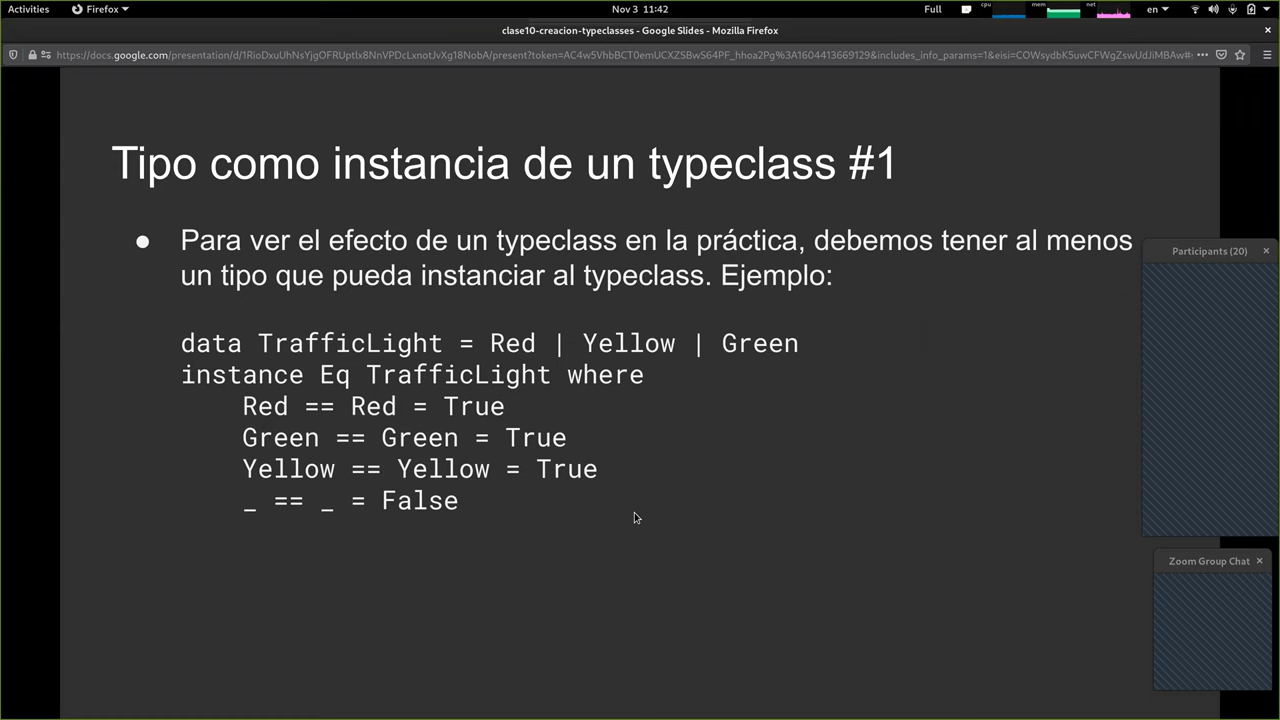 Activities Firefox Nov 3 11:42 Full cpu mem net en
clase10-creacion-typeclasses - Google Slides - Mozilla Firefox
Tipo como instancia de un typeclass #1
● Para ver el efecto de un typeclass en la práctica, debemos tener al menos
un tipo que pueda instanciar al typeclass. Ejemplo:
data TrafficLight = Red | Yellow | Green
instance Eq TrafficLight where
Red == Red = True
Green == Green = True
Yellow == Yellow = True
_ == _ = False
Participants (20)
Zoom Group Chat